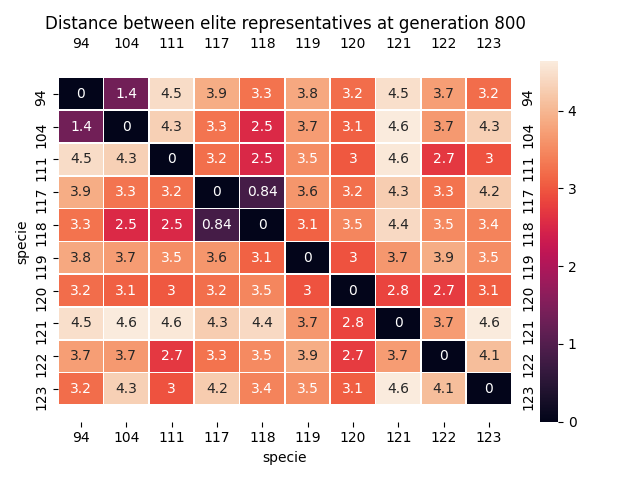 Distance between elite representatives at generation 800
94 104 111 117 118 119 120 121 122 123
94 0 1.4 4.5 3.9 3.3 3.8 3.2 4.5 3.7 3.2 94
104 1.4 0 4.3 3.3 2.5 3.7 3.1 4.6 3.7 4.3 104
111 4.5 4.3 0 3.2 2.5 3.5 3 4.6 2.7 3 111
117 3.9 3.3 3.2 0 0.84 3.6 3.2 4.3 3.3 4.2 117
118 3.3 2.5 2.5 0.84 0 3.1 3.5 4.4 3.5 3.4 118
119 3.8 3.7 3.5 3.6 3.1 0 3 3.7 3.9 3.5 119
120 3.2 3.1 3 3.2 3.5 3 0 2.8 2.7 3.1 120
121 4.5 4.6 4.6 4.3 4.4 3.7 2.8 0 3.7 4.6 121
122 3.7 3.7 2.7 3.3 3.5 3.9 2.7 3.7 0 4.1 122
123 3.2 4.3 3 4.2 3.4 3.5 3.1 4.6 4.1 0 123
94 104 111 117 118 119 120 121 122 123
specie
specie
4
3
2
1
0